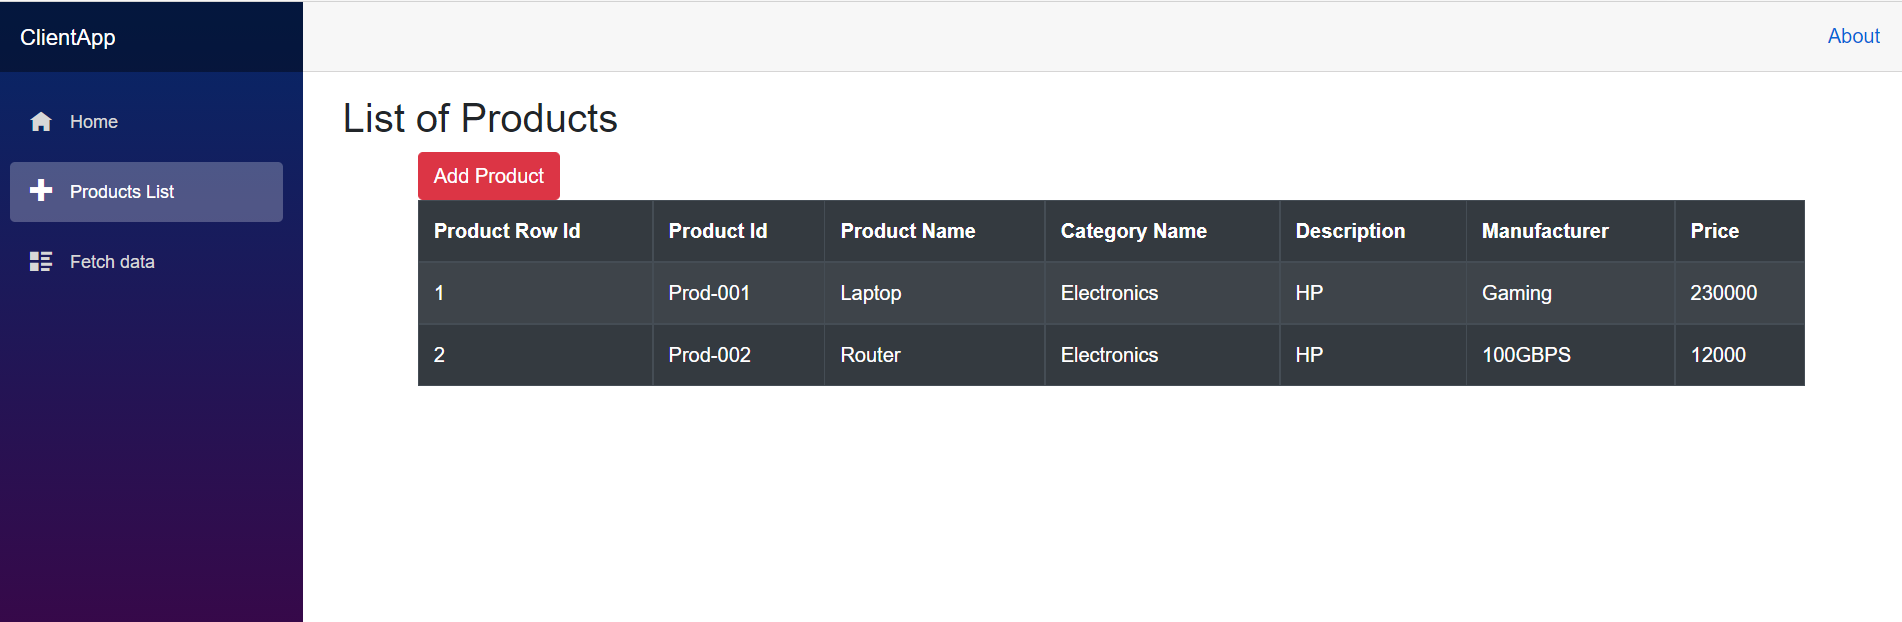 ClientApp
About
Home
Products List
Fetch data
List of Products
Add Product
Product Row Id Product Id Product Name Category Name Description Manufacturer Price
1 Prod-001 Laptop Electronics HP Gaming 230000
2 Prod-002 Router Electronics HP 100GBPS 12000